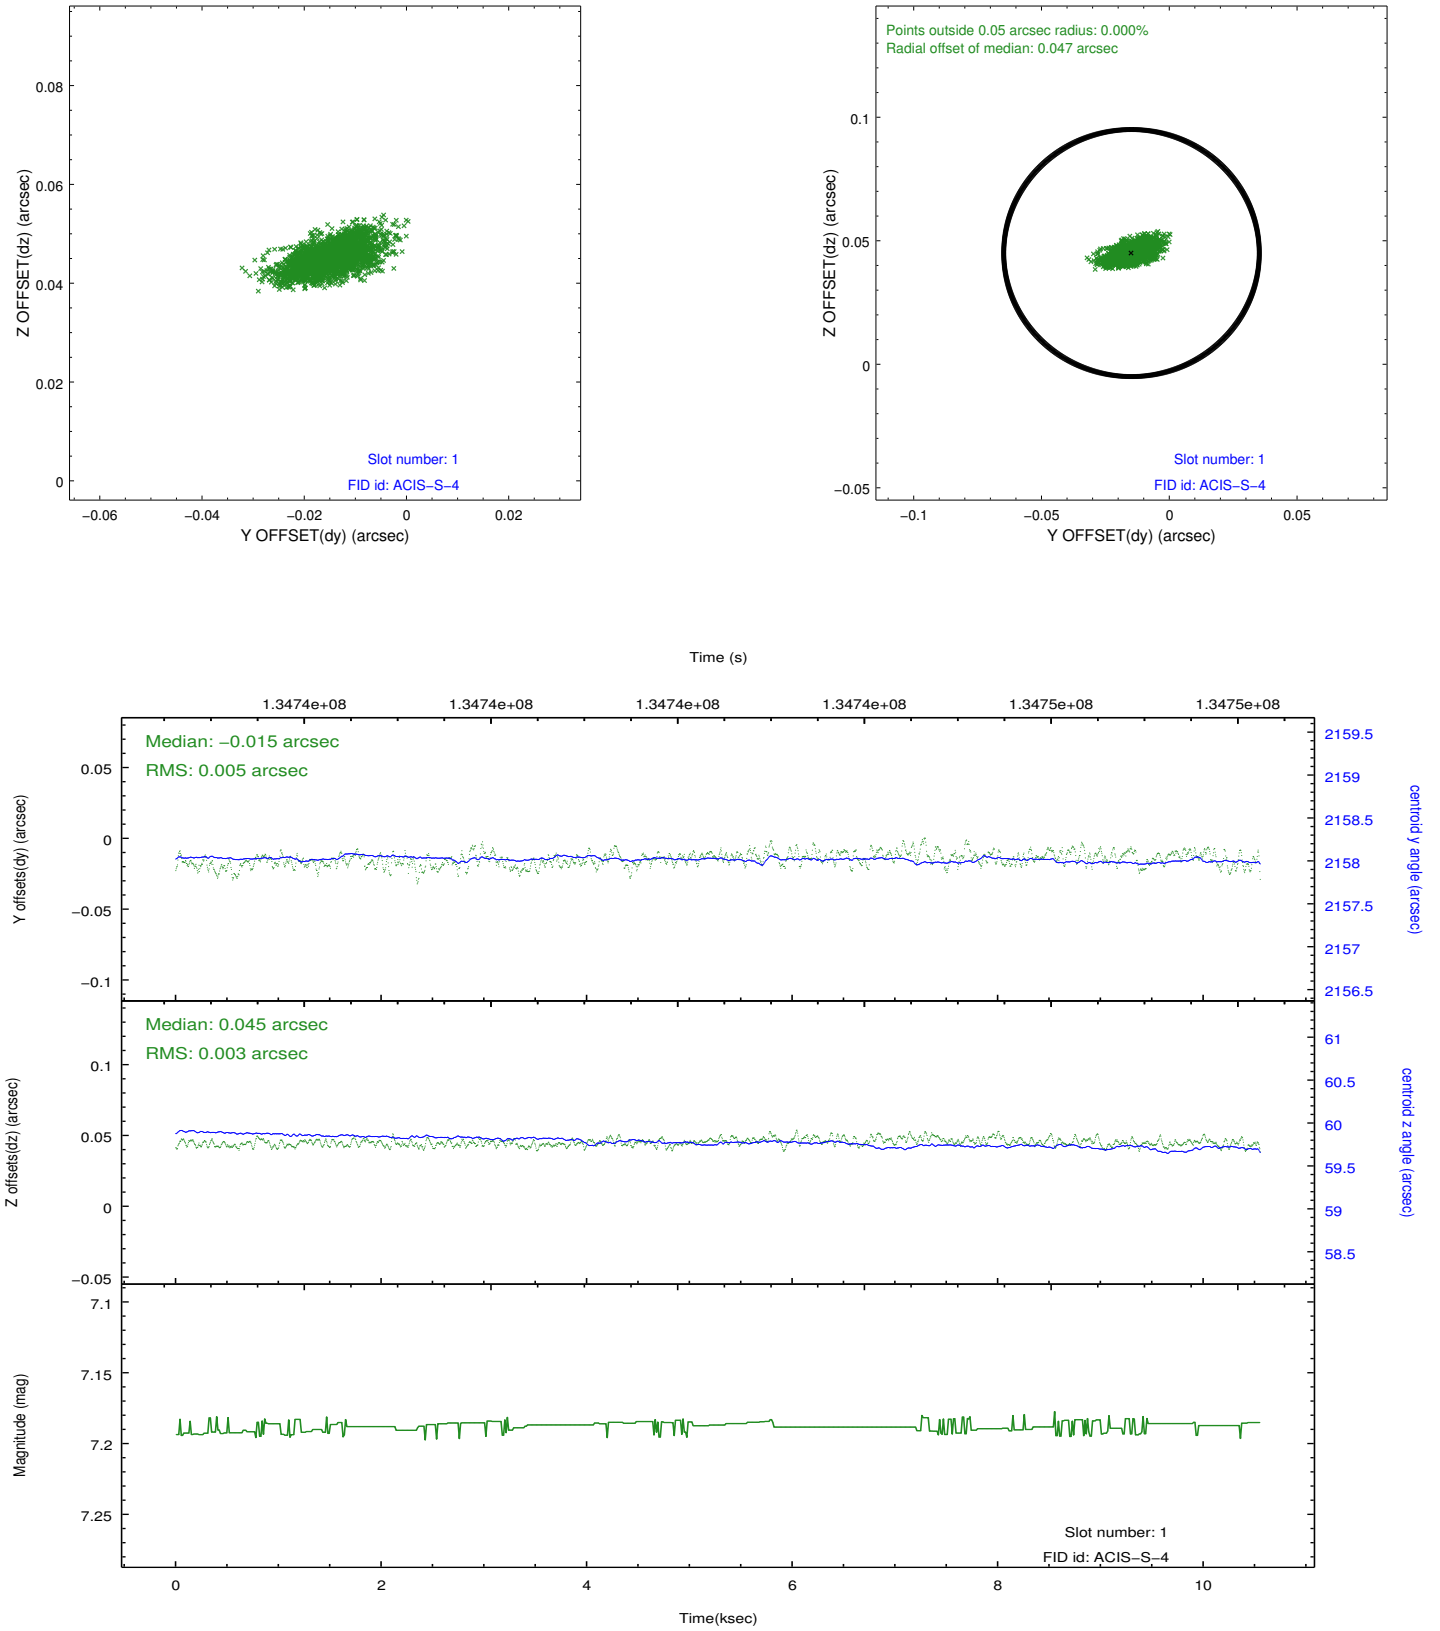 0.08
0.06
0.04
0.02
0
Z OFFSET(dz) (arcsec)
Slot number: 1
FID id: ACIS−S−4
−0.06
−0.04
−0.02
0
0.02
Y OFFSET(dy) (arcsec)
Points outside 0.05 arcsec radius: 0.000%
Radial offset of median: 0.047 arcsec
0.1
0.05
0
−0.05
Z OFFSET(dz) (arcsec)
Slot number: 1
FID id: ACIS−S−4
−0.1
−0.05
0
0.05
Y OFFSET(dy) (arcsec)
Time (s)
1.3474e+08
1.3474e+08
1.3474e+08
1.3474e+08
1.3475e+08
1.3475e+08
Median: −0.015 arcsec
RMS: 0.005 arcsec
0.05
0
−0.05
−0.1
Y offsets(dy) (arcsec)
2159.5
2159
2158.5
2158
2157.5
2157
2156.5
centroid y angle (arcsec)
Median: 0.045 arcsec
RMS: 0.003 arcsec
0.1
0.05
0
−0.05
Z offsets(dz) (arcsec)
61
60.5
60
59.5
59
58.5
centroid z angle (arcsec)
7.1
7.15
7.2
7.25
Magnitude (mag)
Slot number: 1
FID id: ACIS−S−4
0
2
4
6
8
10
Time(ksec)